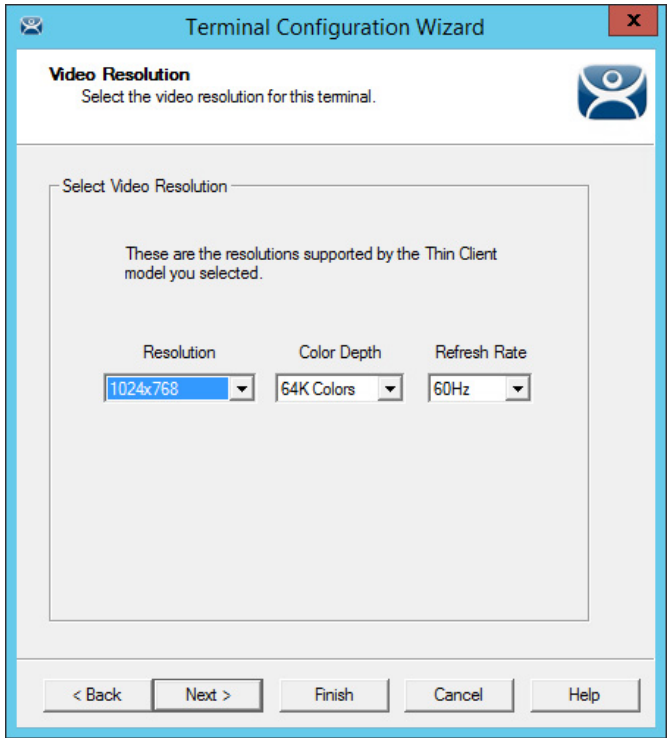 Terminal Configuration Wizard
x
Video Resolution
Select the video resolution for this terminal.
Select Video Resolution
These are the resolutions supported by the Thin Client
model you selected.
Resolution Color Depth Refresh Rate
1024x768 64K Colors 60Hz
< Back Next > Finish Cancel Help